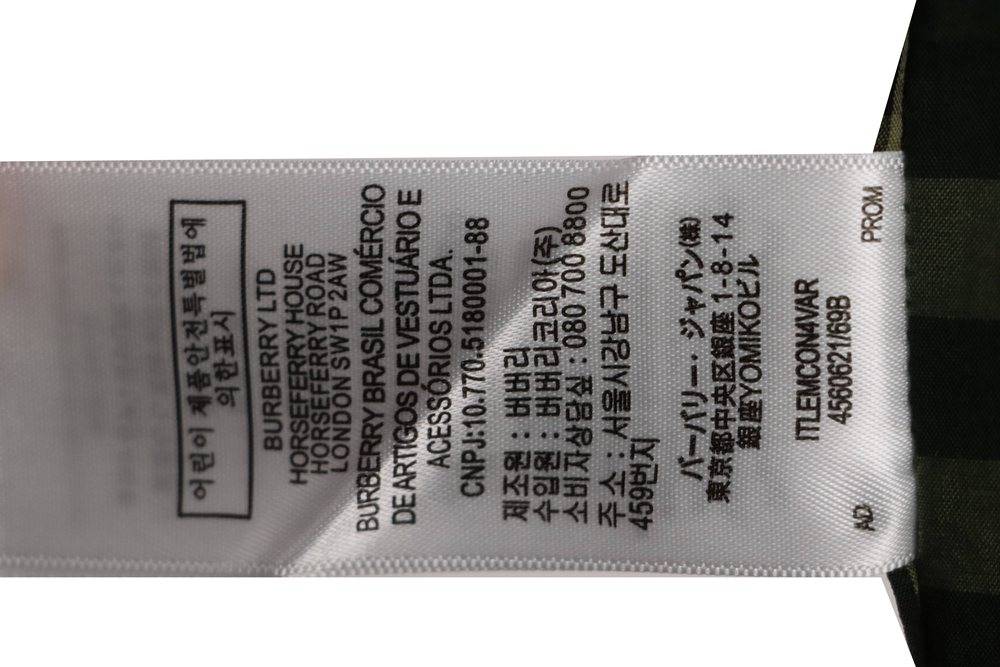 어린이 제품안전특별법에
의한표시
BURBERRY LTD
HORSEFERRY HOUSE
HORSEFERRY ROAD
LONDON SW1P 2AW
BURBERRY BRASIL COMÉRCIO
DE ARTIGOS DE VESTUÁRIO E
ACESSÓRIOS LTDA.
CNPJ:10.770.5180001-88
제조원 : 버버리
수입원 : 버버리코리아(주)
소비자상담실 : 080 700 8800
주 소 : 서울시강남구 도산대로
459번지
バーバリー・ジャパン(株)
東京都中央区銀座 1-8-14
銀座YOMIKOビル
ITLEMCON4VAR
4560621/69B
AD
PROM